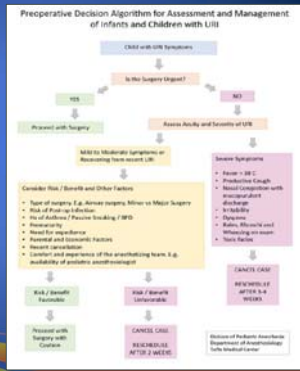 Preoperative Decision Algorithm for Assessment and Management
of Infants and Children with URI
Child with URI Symptoms
Is the Surgery Urgent?
YES
NO
Proceed with Surgery
Assess Acuity and Severity of URI
Mild to Moderate Symptoms or
Recovering from recent URI
Severe Symptoms
• Fever > 38 C
• Productive Cough
• Nasal Congestion with
mucopurulent
discharge
• Irritability
• Dyspnea
• Rales, Rhonchi and
Wheezing on exam
• Toxic Facies
Consider Risk / Benefit and Other Factors
• Type of surgery. E.g. Airway surgery, Minor vs Major Surgery
• Risk of Post-op Infection
• Hx of Asthma / Passive Smoking / BPD
• Prematurity
• Need for expedience
• Parental and Economic Factors
• Recent cancellation
• Comfort and experience of the anesthetizing team. E.g.
availability of pediatric anesthesiologist
CANCEL CASE
RESCHEDULE
AFTER
WEEKS
Risk / Benefit
Favorable
Risk / Benefit
Unfavorable
Proceed with
Surgery with
Caution
CANCEL CASE
RESCHEDULE
AFTER 2 WEEKS
Division of Pediatric Anesthesia
Department of Anesthesiology
Tufts Medical Center